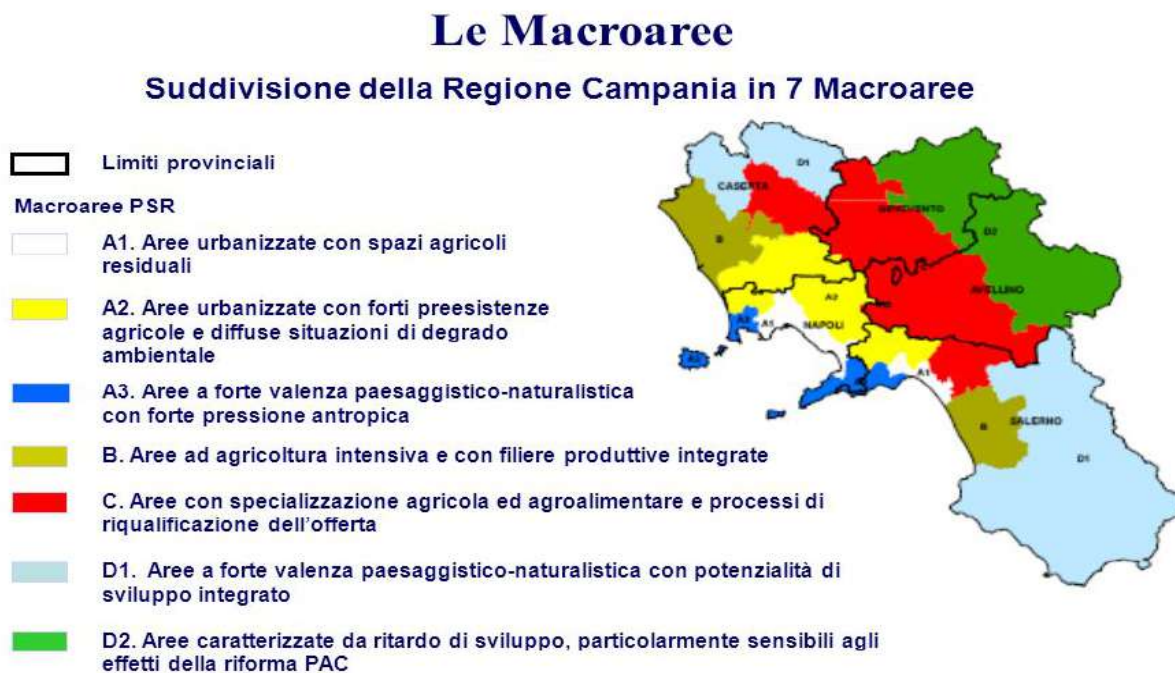 Le Macroaree
Suddivisione della Regione Campania in 7 Macroaree
Limiti provinciali
Macroaree PSR
A1. Aree urbanizzate con spazi agricoli
residuali
A2. Aree urbanizzate con forti preesistenze
agricole e diffuse situazioni di degrado
ambientale
A3. Aree a forte valenza paesaggistico-naturalistica
con forte pressione antropica
B. Aree ad agricoltura intensiva e con filiere produttive integrate
C. Aree con specializzazione agricola ed agroalimentare e processi di
riqualificazione dell'offerta
D1. Aree a forte valenza paesaggistico-naturalistica con potenzialità di
sviluppo integrato
D2. Aree caratterizzate da ritardo di sviluppo, particolarmente sensibili agli
effetti della riforma PAC
D1
CASERTA
BENEVENTO
B
D2
AVELLINO
A2
A3
A1
NAPOLI
A1
B
SALERNO
D1